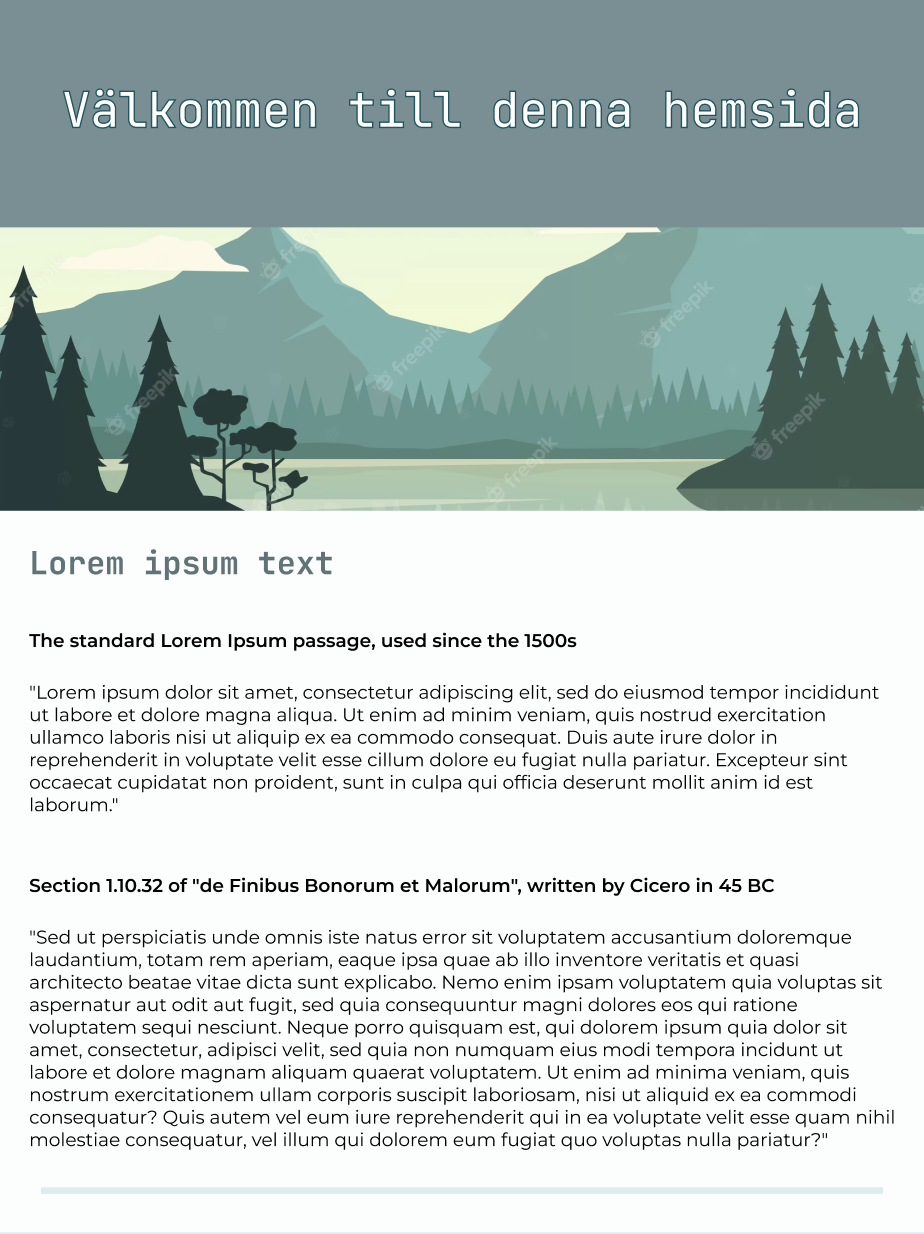 Välkommen till denna hemsida
freepik
freepik
freepik
freepik
freepik
freepik
Lorem ipsum text
The standard Lorem Ipsum passage, used since the 1500s
"Lorem ipsum dolor sit amet, consectetur adipiscing elit, sed do eiusmod tempor incididunt
ut labore et dolore magna aliqua. Ut enim ad minim veniam, quis nostrud exercitation
ullamco laboris nisi ut aliquip ex ea commodo consequat. Duis aute irure dolor in
reprehenderit in voluptate velit esse cillum dolore eu fugiat nulla pariatur. Excepteur sint
occaecat cupidatat non proident, sunt in culpa qui officia deserunt mollit anim id est
laborum."
Section 1.10.32 of "de Finibus Bonorum et Malorum", written by Cicero in 45 BC
"Sed ut perspiciatis unde omnis iste natus error sit voluptatem accusantium doloremque
laudantium, totam rem aperiam, eaque ipsa quae ab illo inventore veritatis et quasi
architecto beatae vitae dicta sunt explicabo. Nemo enim ipsam voluptatem quia voluptas sit
aspernatur aut odit aut fugit, sed quia consequuntur magni dolores eos qui ratione
voluptatem sequi nesciunt. Neque porro quisquam est, qui dolorem ipsum quia dolor sit
amet, consectetur, adipisci velit, sed quia non numquam eius modi tempora incidunt ut
labore et dolore magnam aliquam quaerat voluptatem. Ut enim ad minima veniam, quis
nostrum exercitationem ullam corporis suscipit laboriosam, nisi ut aliquid ex ea commodi
consequatur? Quis autem vel eum iure reprehenderit qui in ea voluptate velit esse quam nihil
molestiae consequatur, vel illum qui dolorem eum fugiat quo voluptas nulla pariatur?"